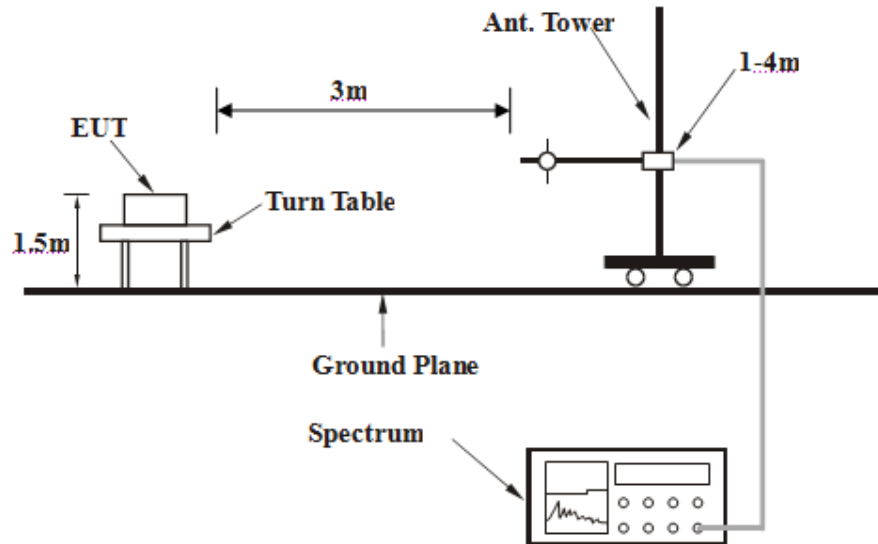 Ant. Tower
1-4m
3m
EUT
Turn Table
1.5m
Ground Plane
Spectrum